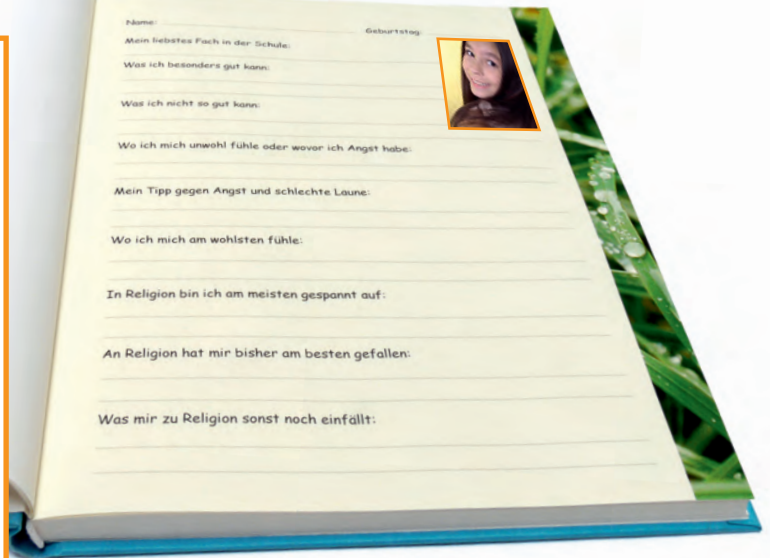 Name:
Geburtstag:
Mein liebstes Fach in der Schule:
Was ich besonders gut kann:
Was ich nicht so gut kann:
Wo ich mich unwohl fühle oder wovor ich Angst habe:
Mein Tipp gegen Angst und schlechte Laune:
Wo ich mich am wohlsten fühle:
In Religion bin ich am meisten gespannt auf:
An Religion hat mir bisher am besten gefallen:
Was mir zu Religion sonst noch einfällt: